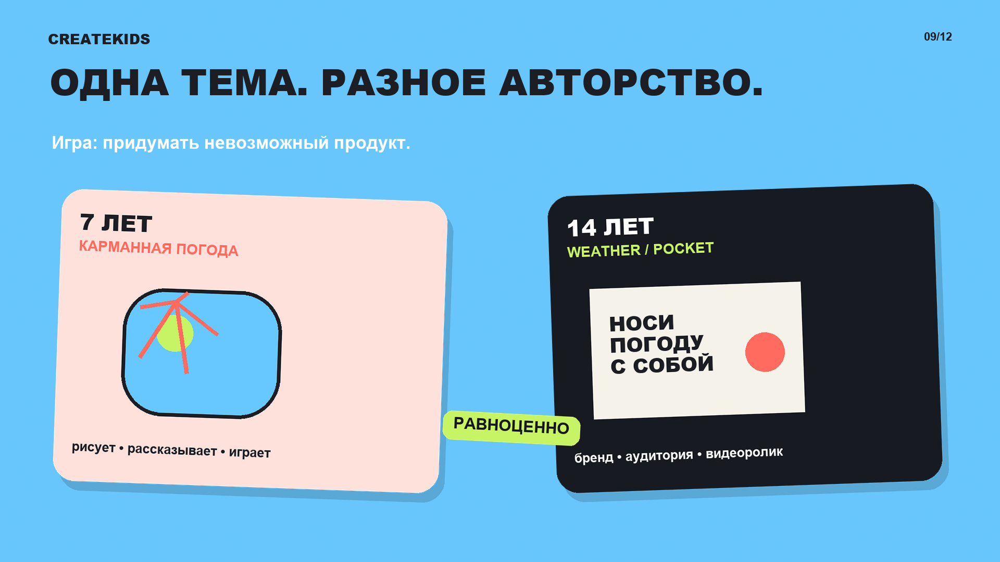 CREATEKIDS
09/12
ОДНА ТЕМА. РАЗНОЕ АВТОРСТВО.
Игра: придумать невозможный продукт.
7 ЛЕТ
КАРМАННАЯ ПОГОДА
рисует • рассказывает • играет
РАВНОЦЕННО
14 ЛЕТ
WEATHER / POCKET
НОСИ
ПОГОДУ
С СОБОЙ
бренд • аудитория • видеоролик